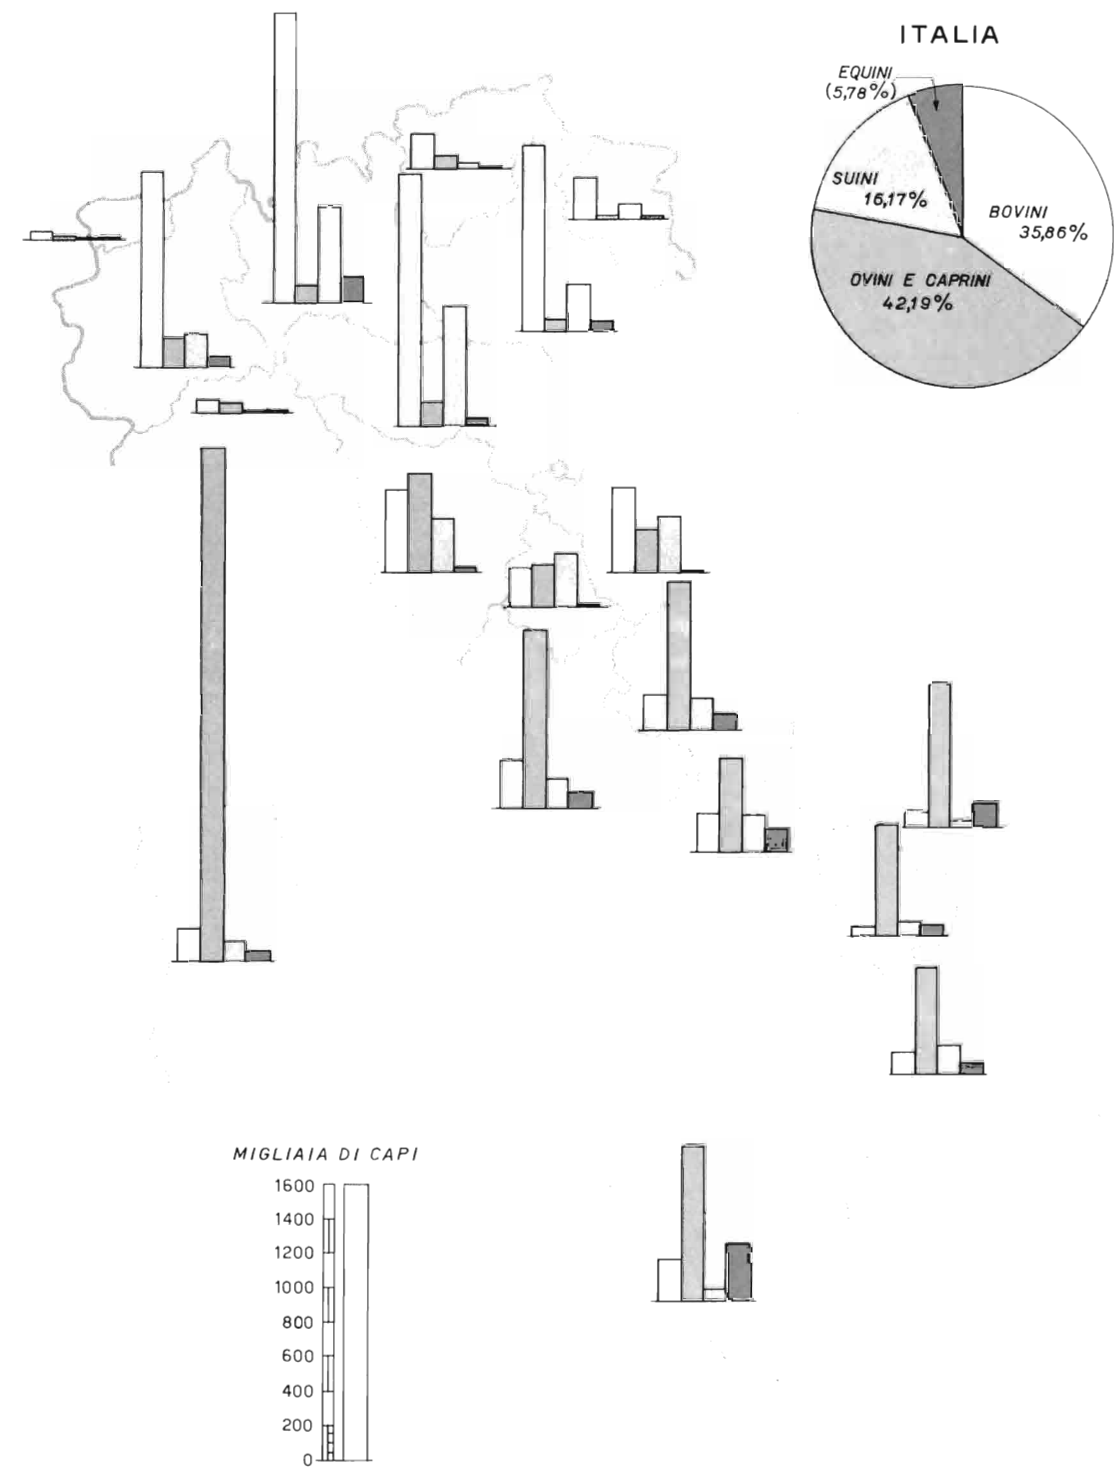 ITALIA
EQUINI
(5,78%)
SUINI
16,17%
BOVINI
35,86%
OVINI E CAPRINI
42,19%
MIGLIAIA DI CAPI
1600
1400
1200
1000
800
600
400
200
0